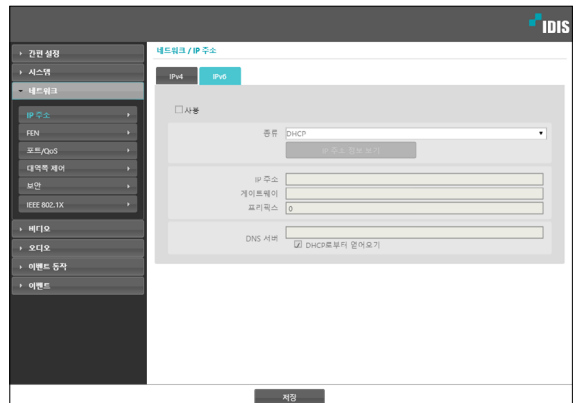 IDIS
간편 설정
시스템
네트워크
IP 주소
FEN
포트/QoS
대역폭 제어
보안
IEEE 802.1X
비디오
오디오
이벤트 동작
이벤트
네트워크 / IP 주소
IPv4 IPv6
사용
종류 DHCP
IP 주소 정보 보기
IP 주소
게이트웨이
프리픽스 0
DNS 서버
DHCP로부터 얻어오기
저장